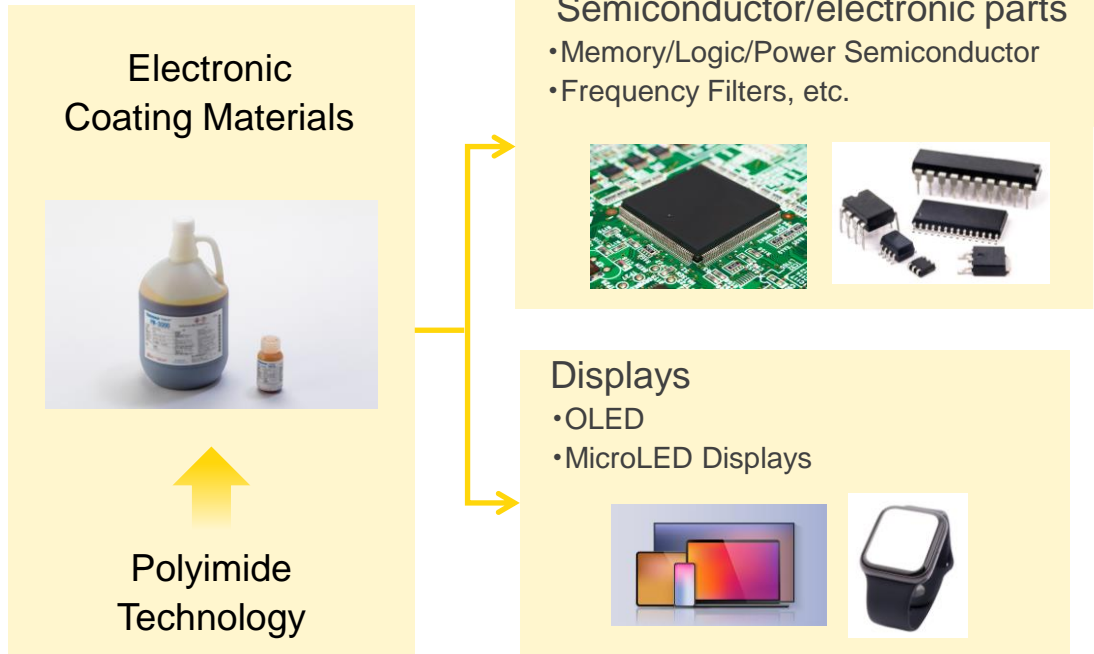 Electronic
Coating Materials
Polyimide
Technology
Semiconductor/electronic parts
・Memory/Logic/Power Semiconductor
・Frequency Filters, etc.
Displays
・OLED
・MicroLED Displays